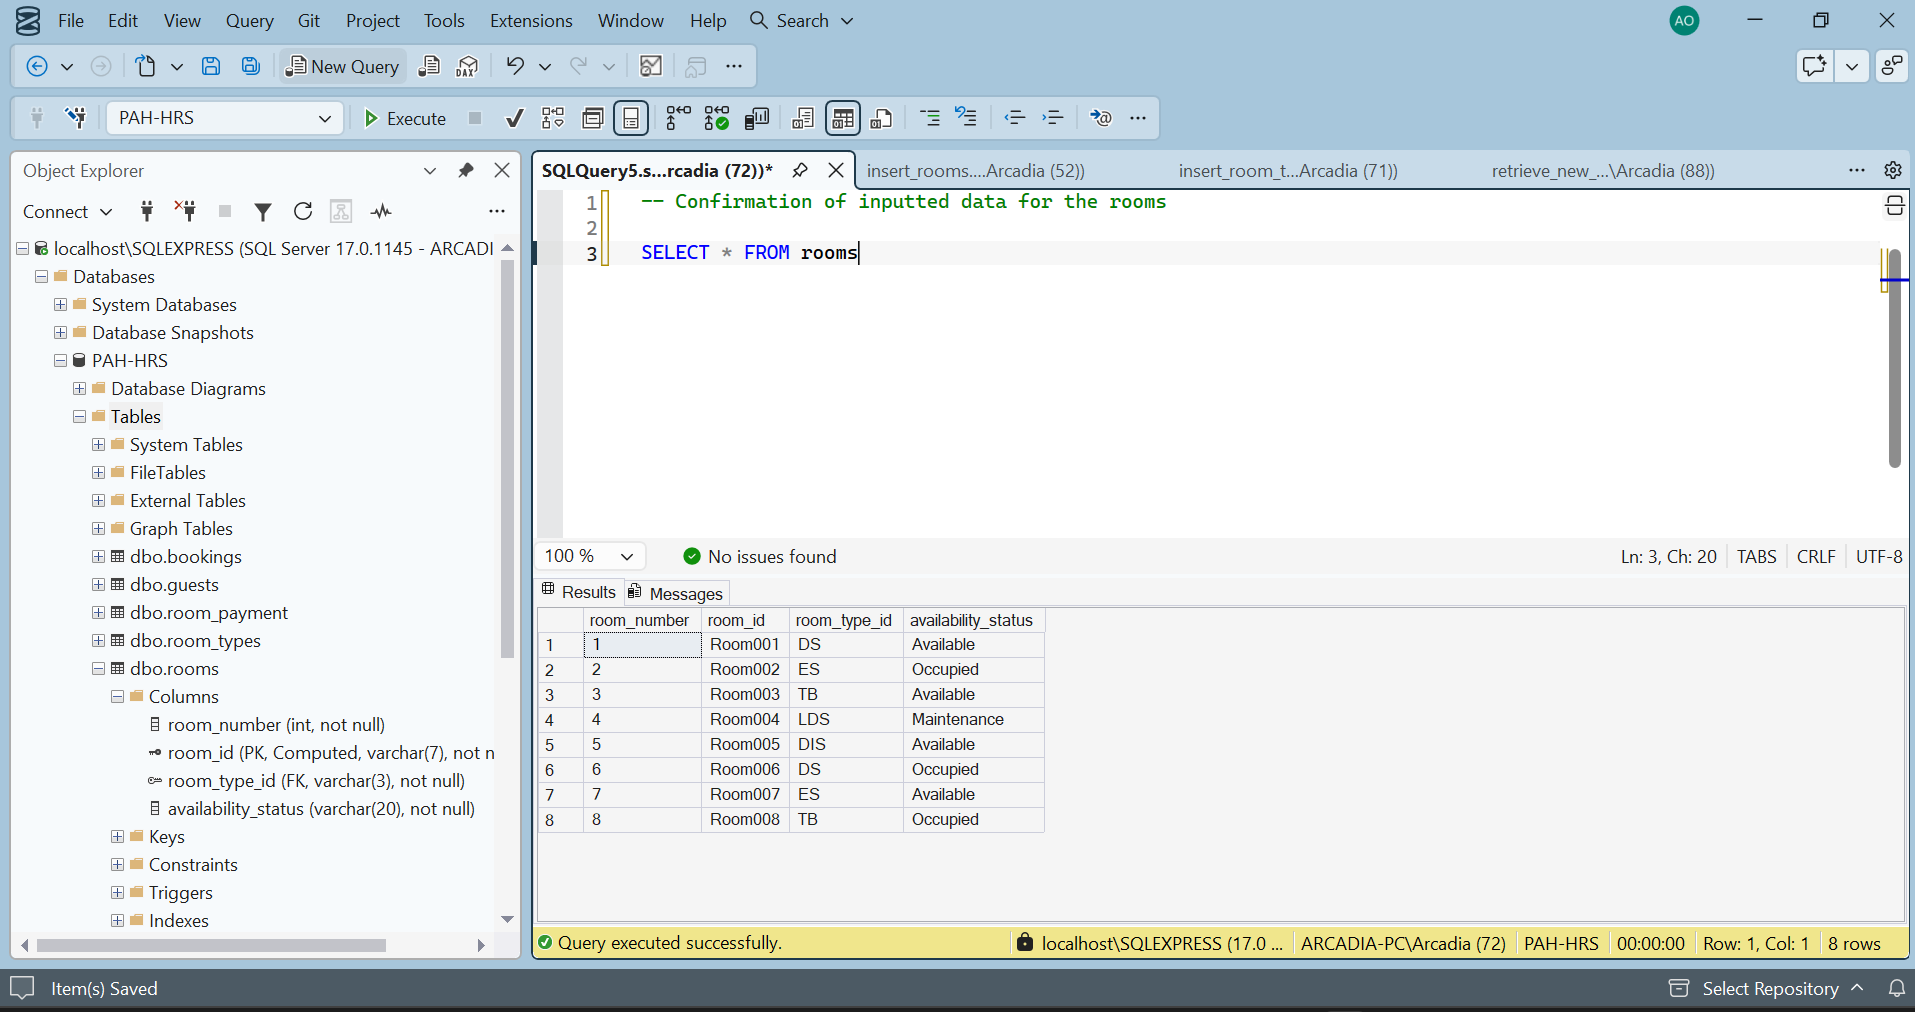 File Edit View Query Git Project Tools Extensions Window Help Search AO
New Query DAX
PAH-HRS Execute
Object Explorer
Connect
localhost\SQLEXPRESS (SQL Server 17.0.1145 - ARCADI
Databases
System Databases
Database Snapshots
PAH-HRS
Database Diagrams
Tables
System Tables
FileTables
External Tables
Graph Tables
dbo.bookings
dbo.guests
dbo.room_payment
dbo.room_types
dbo.rooms
Columns
room_number (int, not null)
room_id (PK, Computed, varchar(7), not n
room_type_id (FK, varchar(3), not null)
availability_status (varchar(20), not null)
Keys
Constraints
Triggers
Indexes
SQLQuery5.s...rcadia (72))* insert_rooms....Arcadia (52)) insert_room_t...Arcadia (71)) retrieve_new_...\Arcadia (88))
1 -- Confirmation of inputted data for the rooms
2
3 SELECT * FROM rooms
100 % No issues found Ln: 3, Ch: 20 TABS CRLF UTF-8
Results Messages
room_number room_id room_type_id availability_status
1 1 Room001 DS Available
2 2 Room002 ES Occupied
3 3 Room003 TB Available
4 4 Room004 LDS Maintenance
5 5 Room005 DIS Available
6 6 Room006 DS Occupied
7 7 Room007 ES Available
8 8 Room008 TB Occupied
Query executed successfully. localhost\SQLEXPRESS (17.0 ... ARCADIA-PC\Arcadia (72) PAH-HRS 00:00:00 Row: 1, Col: 1 8 rows
Item(s) Saved Select Repository